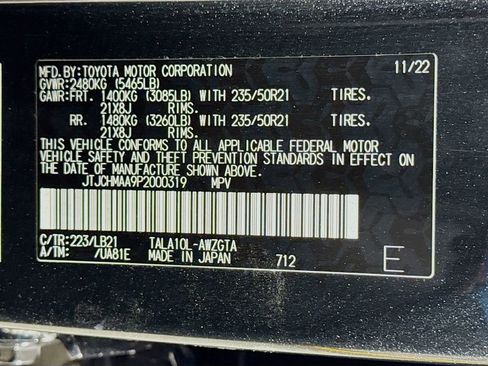 MFD.BY:TOYOTA MOTOR CORPORATION 11/22
GVWR:2480KG (5465LB)
GAWR:FRT. 1400KG (3085LB) WITH 235/50R21 TIRES.
21X8J RIMS.
RR. 1480KG (3260LB) WITH 235/50R21 TIRES.
21X8J RIMS.
THIS VEHICLE CONFORMS TO ALL APPLICABLE FEDERAL MOTOR
VEHICLE SAFETY AND THEFT PREVENTION STANDARDS IN EFFECT ON
THE DATE OF MANUFACTURE SHOWN ABOVE.
JTJCHMAA9P2000319 MPV
C/TR:223/LB21 TALA10L-AWZGTA
A/TM: /UA81E MADE IN JAPAN 712 E